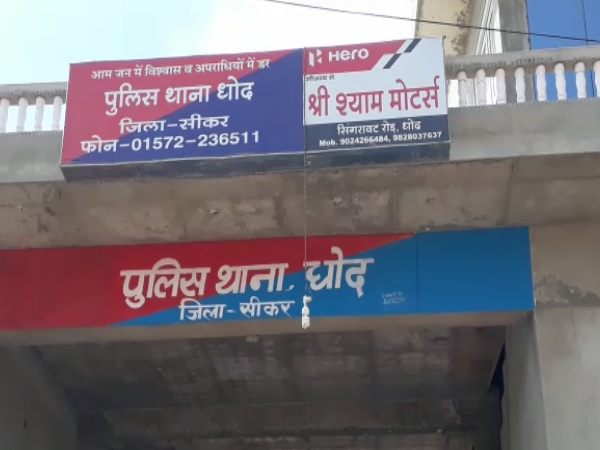 आम जन में विश्वास व अपराधियों में डर
पुलिस थाना धोद
जिला-सीकर
फोन-01572-236511
Hero
श्री श्याम मोटर्स
सिंगरावट रोड, धोद
Mob. 9024266484, 9828037637
पुलिस थाना, धोद
जिला-सीकर